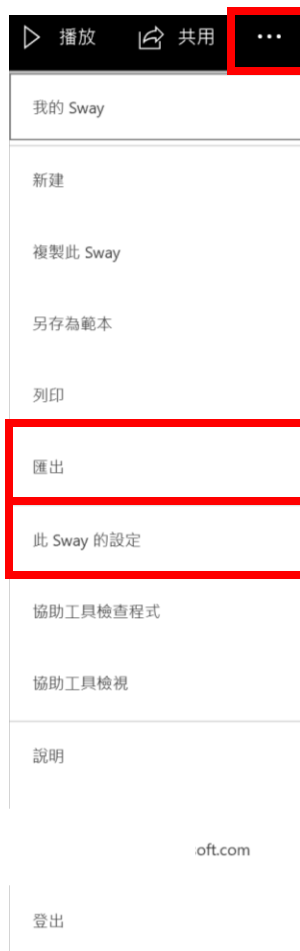 播放 共用 ...
我的 Sway
新建
複製此 Sway
另存為範本
列印
匯出
此 Sway 的設定
協助工具檢查程式
協助工具檢視
說明
soft.com
登出